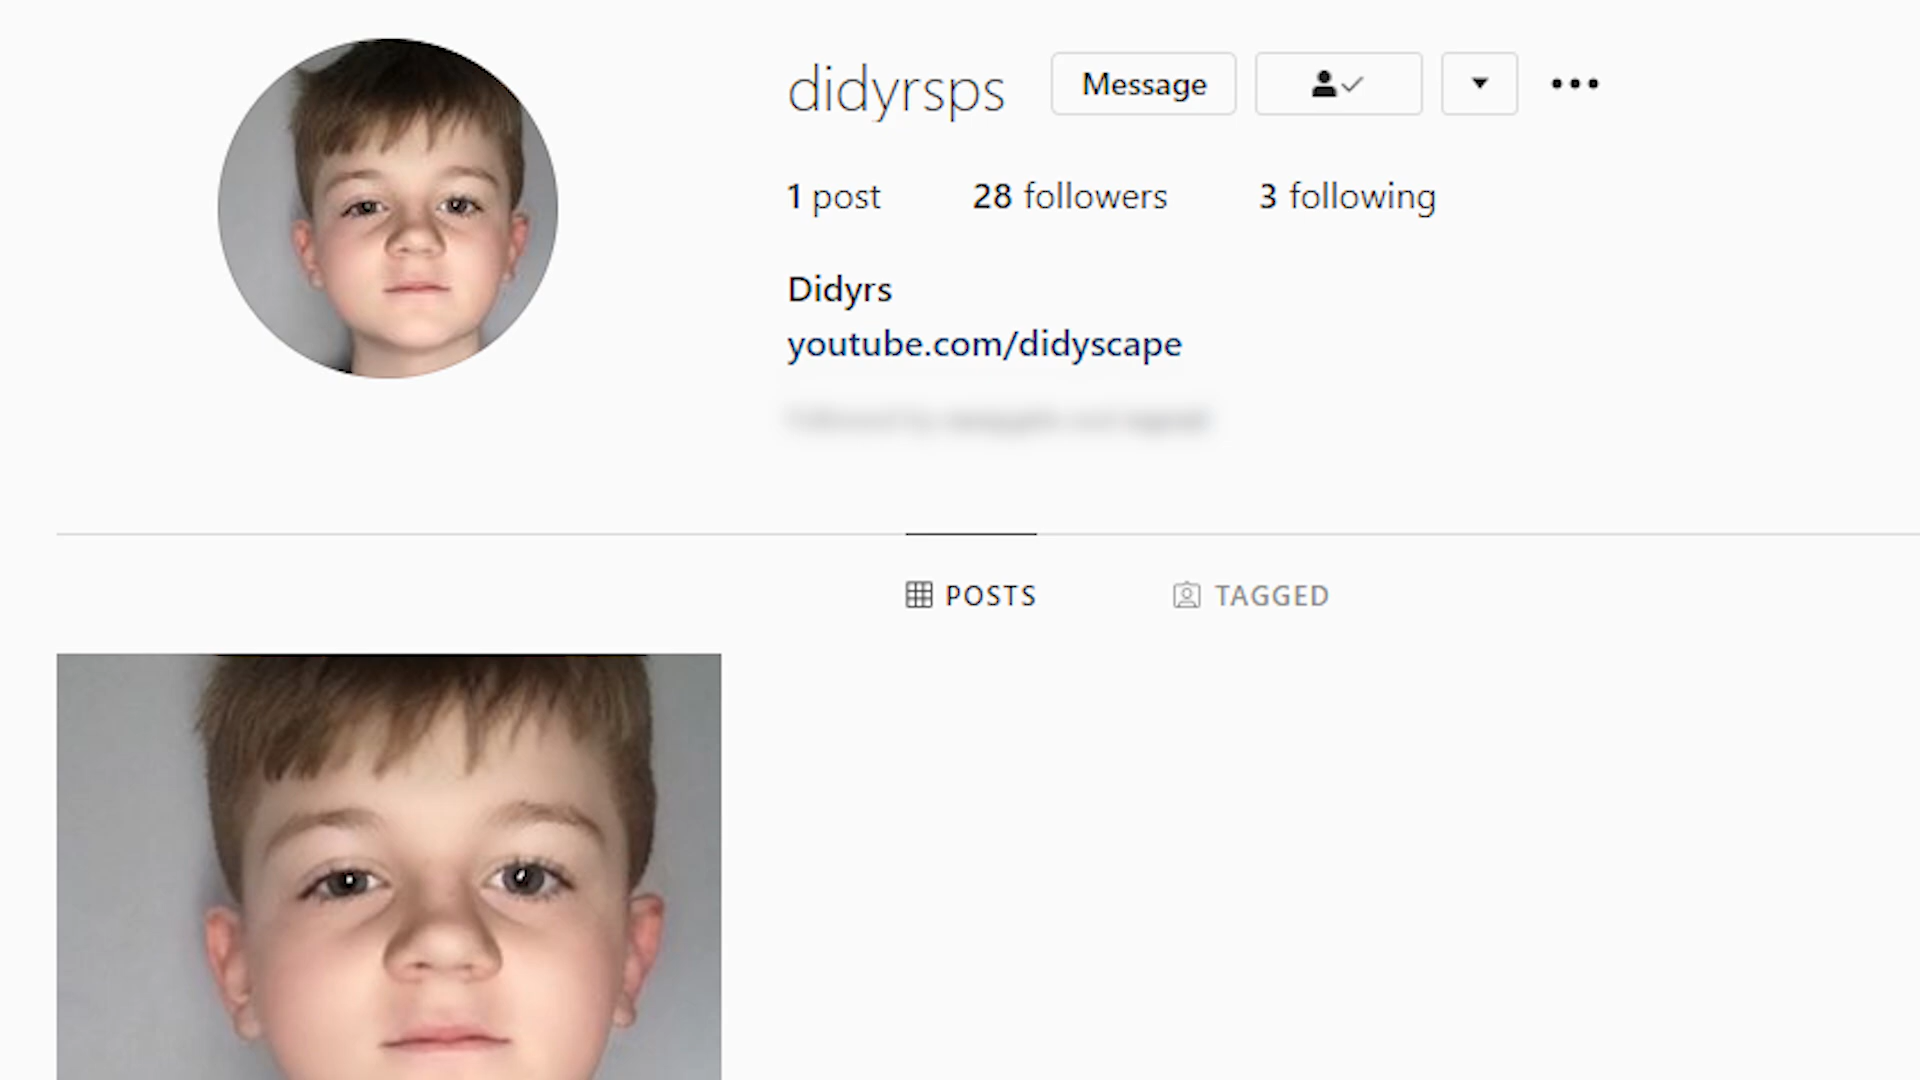 didyrsps Message
1 post 28 followers 3 following
Didyrs
youtube.com/didyscape
POSTS TAGGED